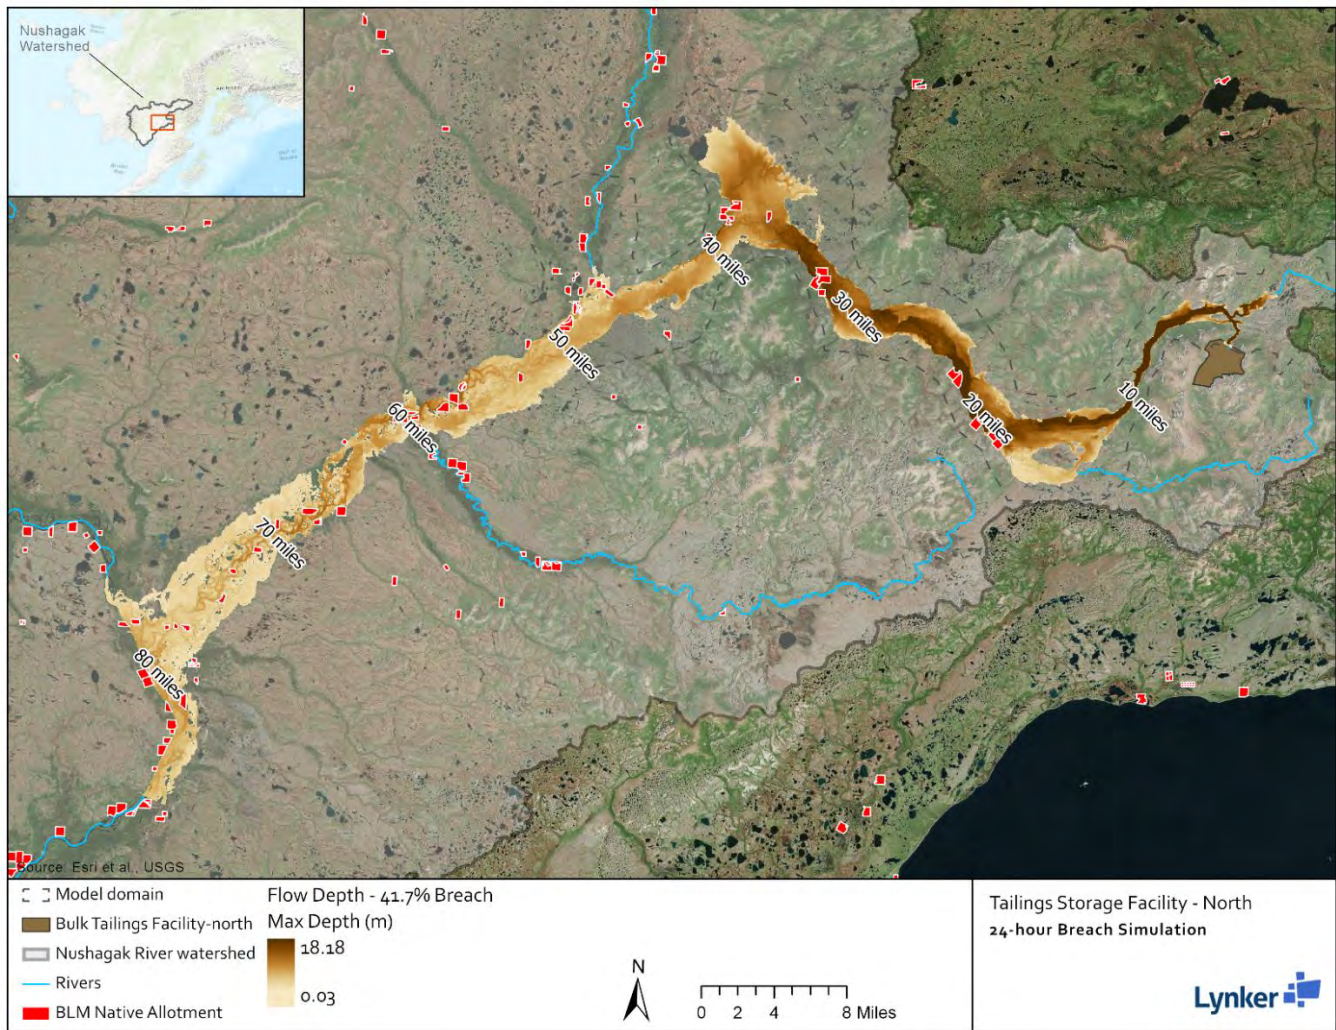 Nushagak
Watershed
40 miles
30 miles
50 miles
10 miles
20 miles
60 miles
70 miles
80 miles
Source: Esri et al., USGS
Model domain
Bulk Tailings Facility-north
Nushagak River watershed
Rivers
BLM Native Allotment
Flow Depth - 41.7% Breach
Max Depth (m)
18.18
0.03
N
0 2 4 8 Miles
Tailings Storage Facility - North
24-hour Breach Simulation
Lynker